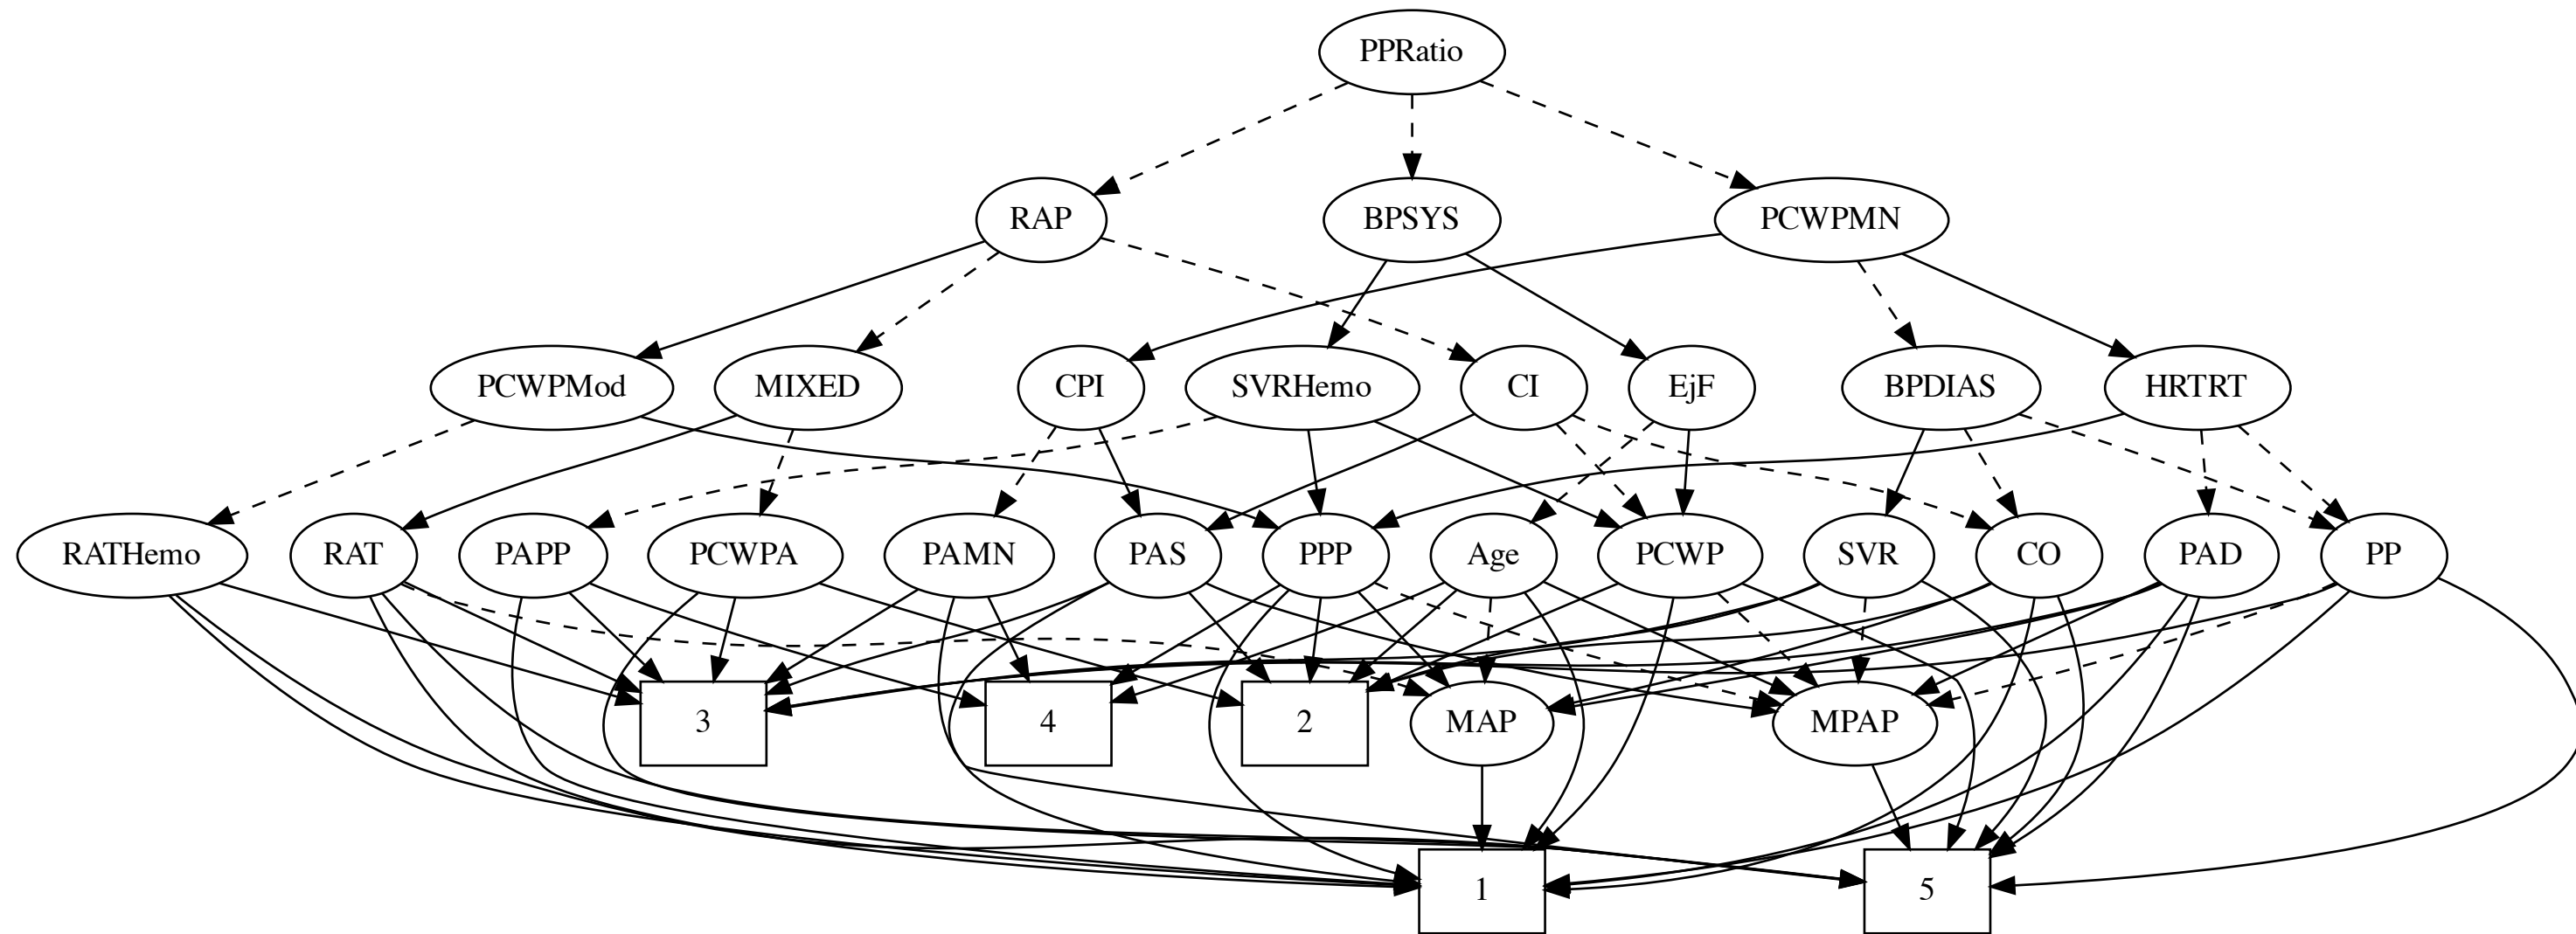 PPRatio
RAP
BPSYS
PCWPMN
PCWPMod
MIXED
CPI
SVRHemo
CI
EjF
BPDIAS
HRTRT
RATHemo
RAT
PAPP
PCWPA
PAMN
PAS
PPP
Age
PCWP
SVR
CO
PAD
PP
3
4
2
MAP
MPAP
1
5